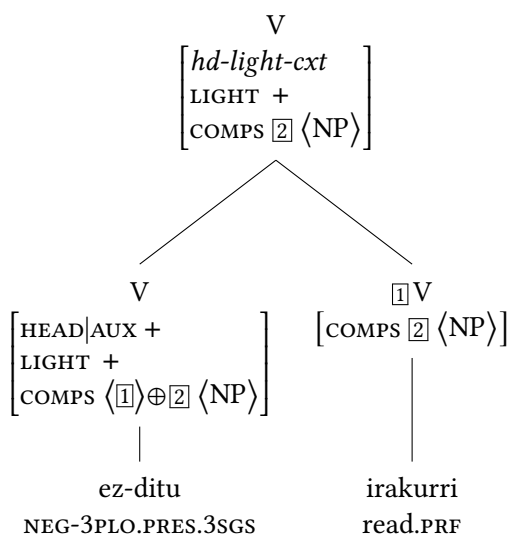 V
[hd-light-cxt
LIGHT +
COMPS 2 ⟨NP⟩]
V
[HEAD|AUX +
LIGHT +
COMPS ⟨1⟩⊕2 ⟨NP⟩]
1 V
[COMPS 2 ⟨NP⟩]
ez-ditu
NEG-3PLO.PRES.3SGS
irakurri
read.PRF